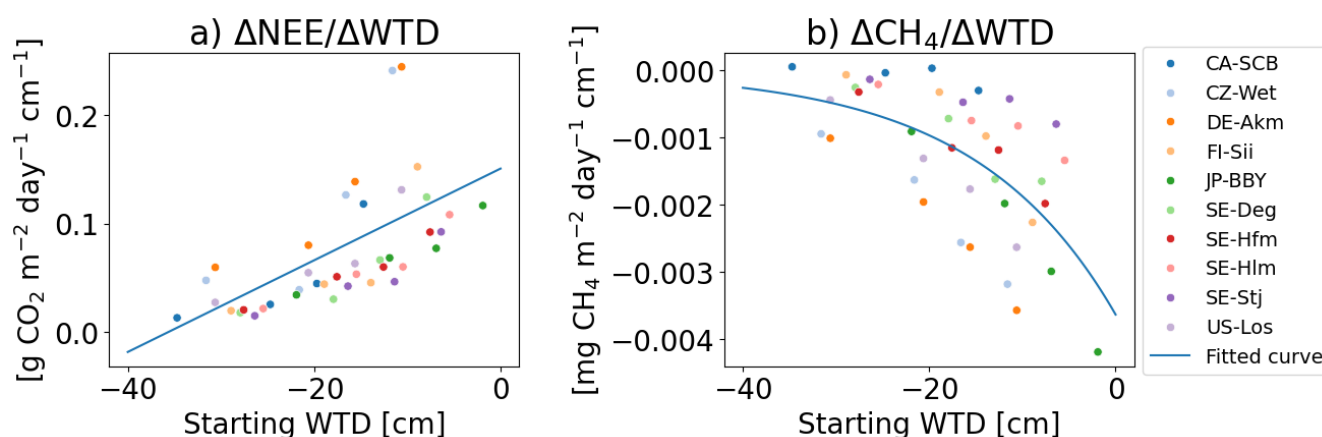 a) ΔNEE/ΔWTD
[g CO₂ m⁻² day⁻¹ cm⁻¹]
0.2
0.1
0.0
−40
−20
0
Starting WTD [cm]
b) ΔCH₄/ΔWTD
[mg CH₄ m⁻² day⁻¹ cm⁻¹]
0.000
−0.001
−0.002
−0.003
−0.004
−40
−20
0
Starting WTD [cm]
CA-SCB
CZ-Wet
DE-Akm
FI-Sii
JP-BBY
SE-Deg
SE-Hfm
SE-Hlm
SE-Stj
US-Los
Fitted curve